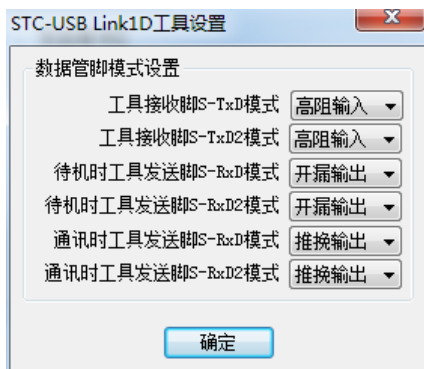 STC-USB Link1D工具设置
数据管脚模式设置
工具接收脚S-TxD模式 高阻输入
工具接收脚S-TxD2模式 高阻输入
待机时工具发送脚S-RxD模式 开漏输出
待机时工具发送脚S-RxD2模式 开漏输出
通讯时工具发送脚S-RxD模式 推挽输出
通讯时工具发送脚S-RxD2模式 推挽输出
确定